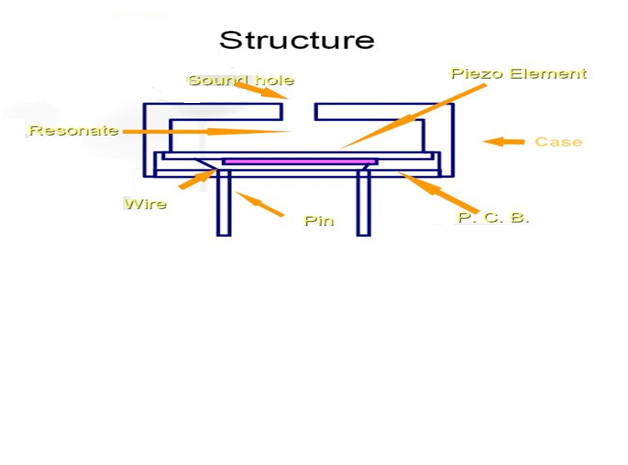 Structure
Sound hole
Piezo Element
Resonate
Case
Wire
Pin
P. C. B.